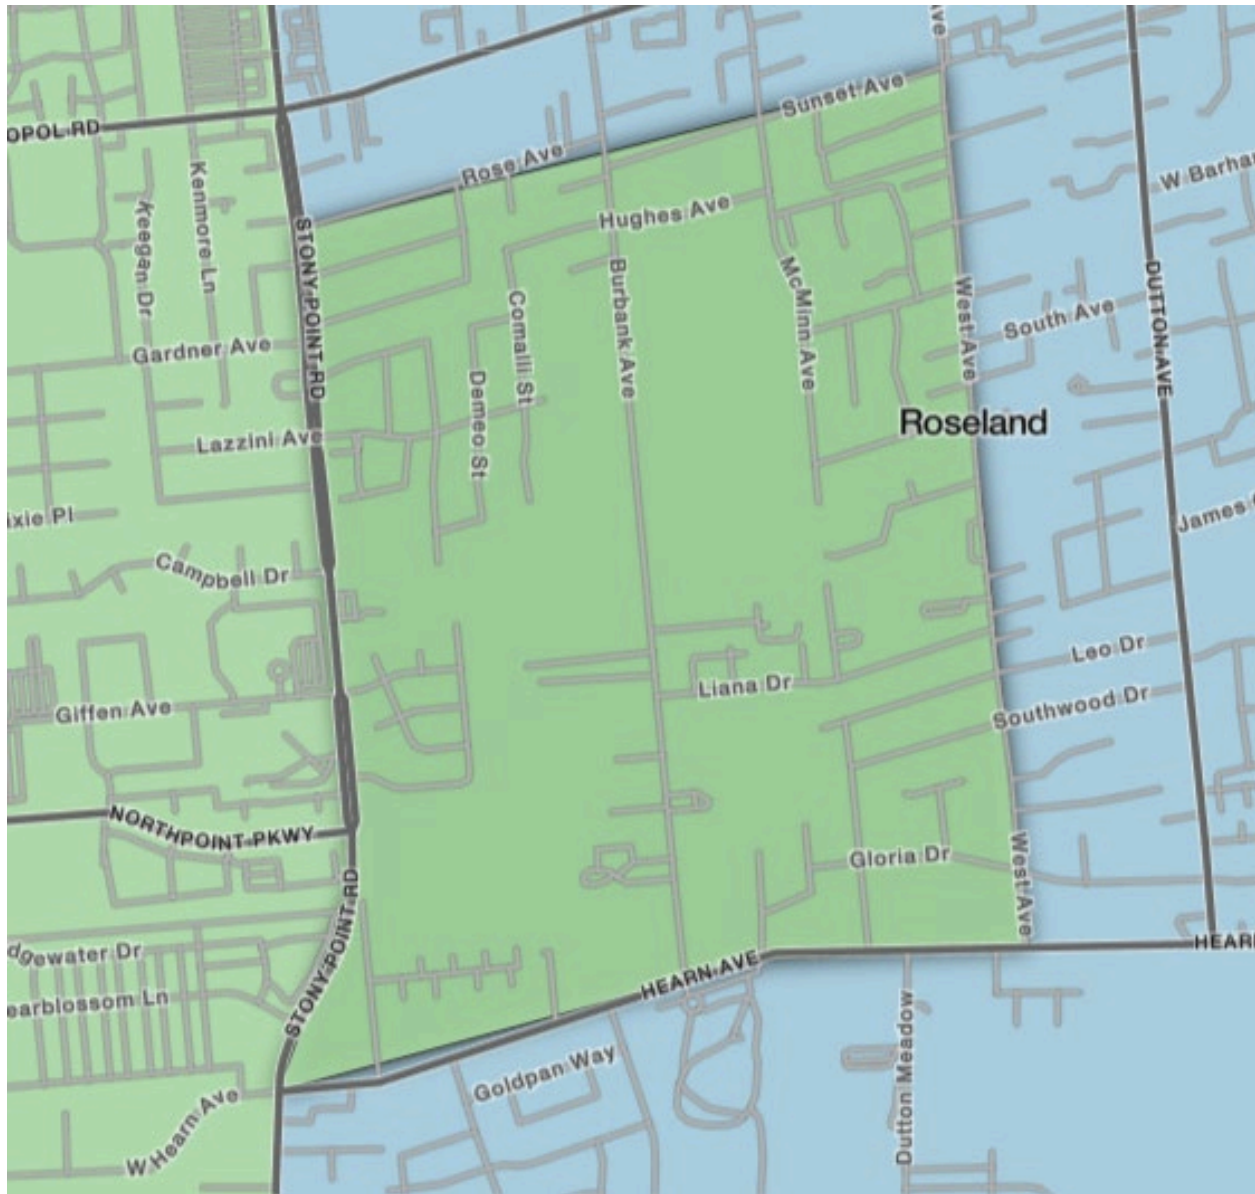 Ave
Sunset Ave
OPOL RD
Rose Ave
W Barha
Kenmore Ln
Keegan Dr
Hughes Ave
STONY POINT RD
Burbank Ave
McMinn Ave
West Ave
DUTTON AVE
South Ave
Comalli St
Gardner Ave
Demeo St
Roseland
Lazzini Ave
ixie Pl
James
Campbell Dr
Leo Dr
Liana Dr
Southwood Dr
Giffen Ave
NORTHPOINT PKWY
Gloria Dr
West Ave
STONY POINT RD
HEAR
dgewater Dr
HEARN AVE
earblossom Ln
Dutton Meadow
Goldpan Way
W Hearn Ave